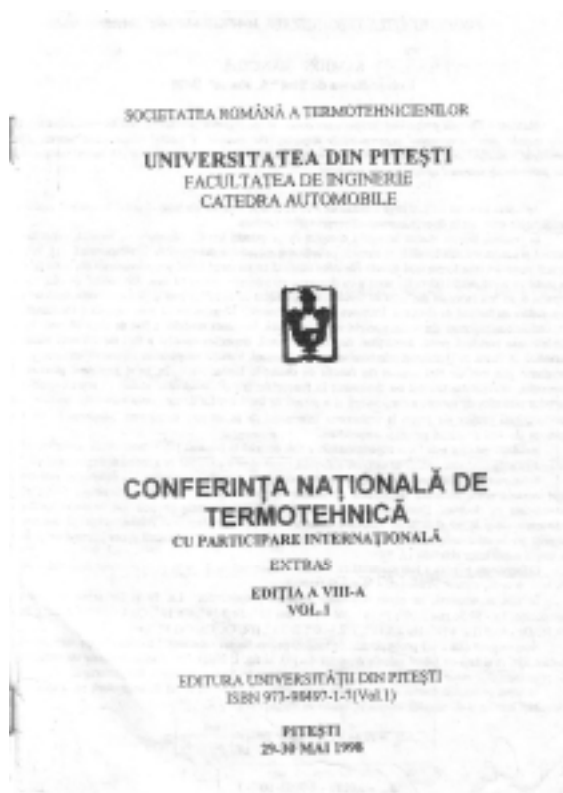 SOCIETATEA ROMÂNĂ A TERMOTEHNICIENILOR
UNIVERSITATEA DIN PITEŞTI
FACULTATEA DE INGINERIE
CATEDRA AUTOMOBILE
CONFERINŢA NAŢIONALĂ DE
TERMOTEHNICĂ
CU PARTICIPARE INTERNAŢIONALĂ
EXTRAS
EDIŢIA A VIII-A
VOL.1
EDITURA UNIVERSITĂŢII DIN PITEŞTI
ISBN 973-98497-1-7(Vol.1)
PITEŞTI
29-30 MAI 1998